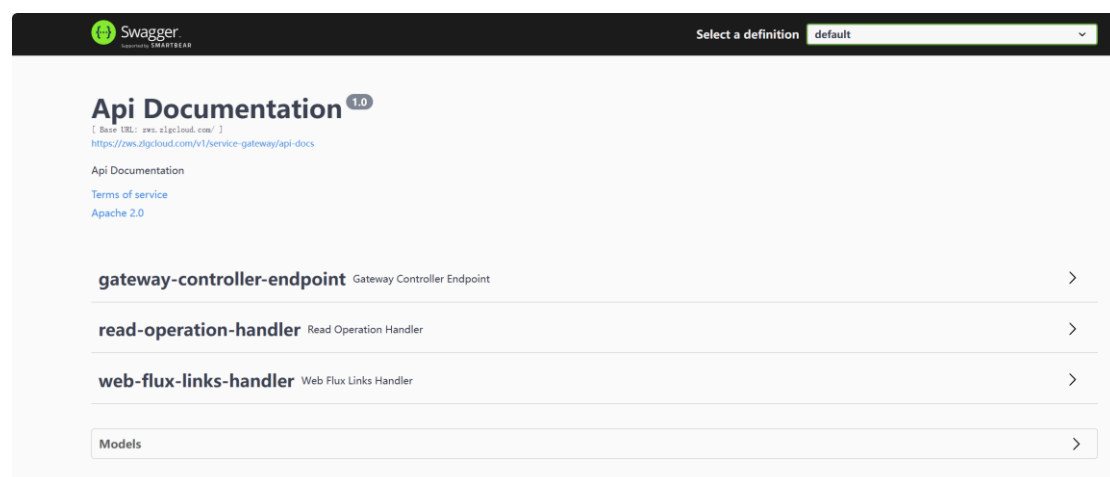 Swagger.
Supported by SMARTBEAR
Select a definition
default
Api Documentation 1.0
[ Base URL: zws.zlgcloud.com/ ]
https://zws.zlgcloud.com/v1/service-gateway/api-docs
Api Documentation
Terms of service
Apache 2.0
gateway-controller-endpoint Gateway Controller Endpoint
read-operation-handler Read Operation Handler
web-flux-links-handler Web Flux Links Handler
Models